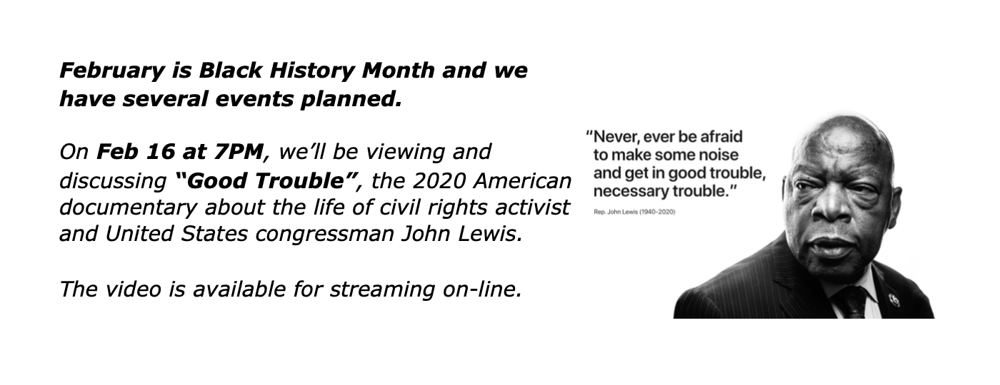 February is Black History Month and we
have several events planned.
On Feb 16 at 7PM, we’ll be viewing and
discussing “Good Trouble”, the 2020 American
documentary about the life of civil rights activist
and United States congressman John Lewis.
The video is available for streaming on-line.
“Never, ever be afraid
to make some noise
and get in good trouble,
necessary trouble.”
Rep. John Lewis (1940-2020)